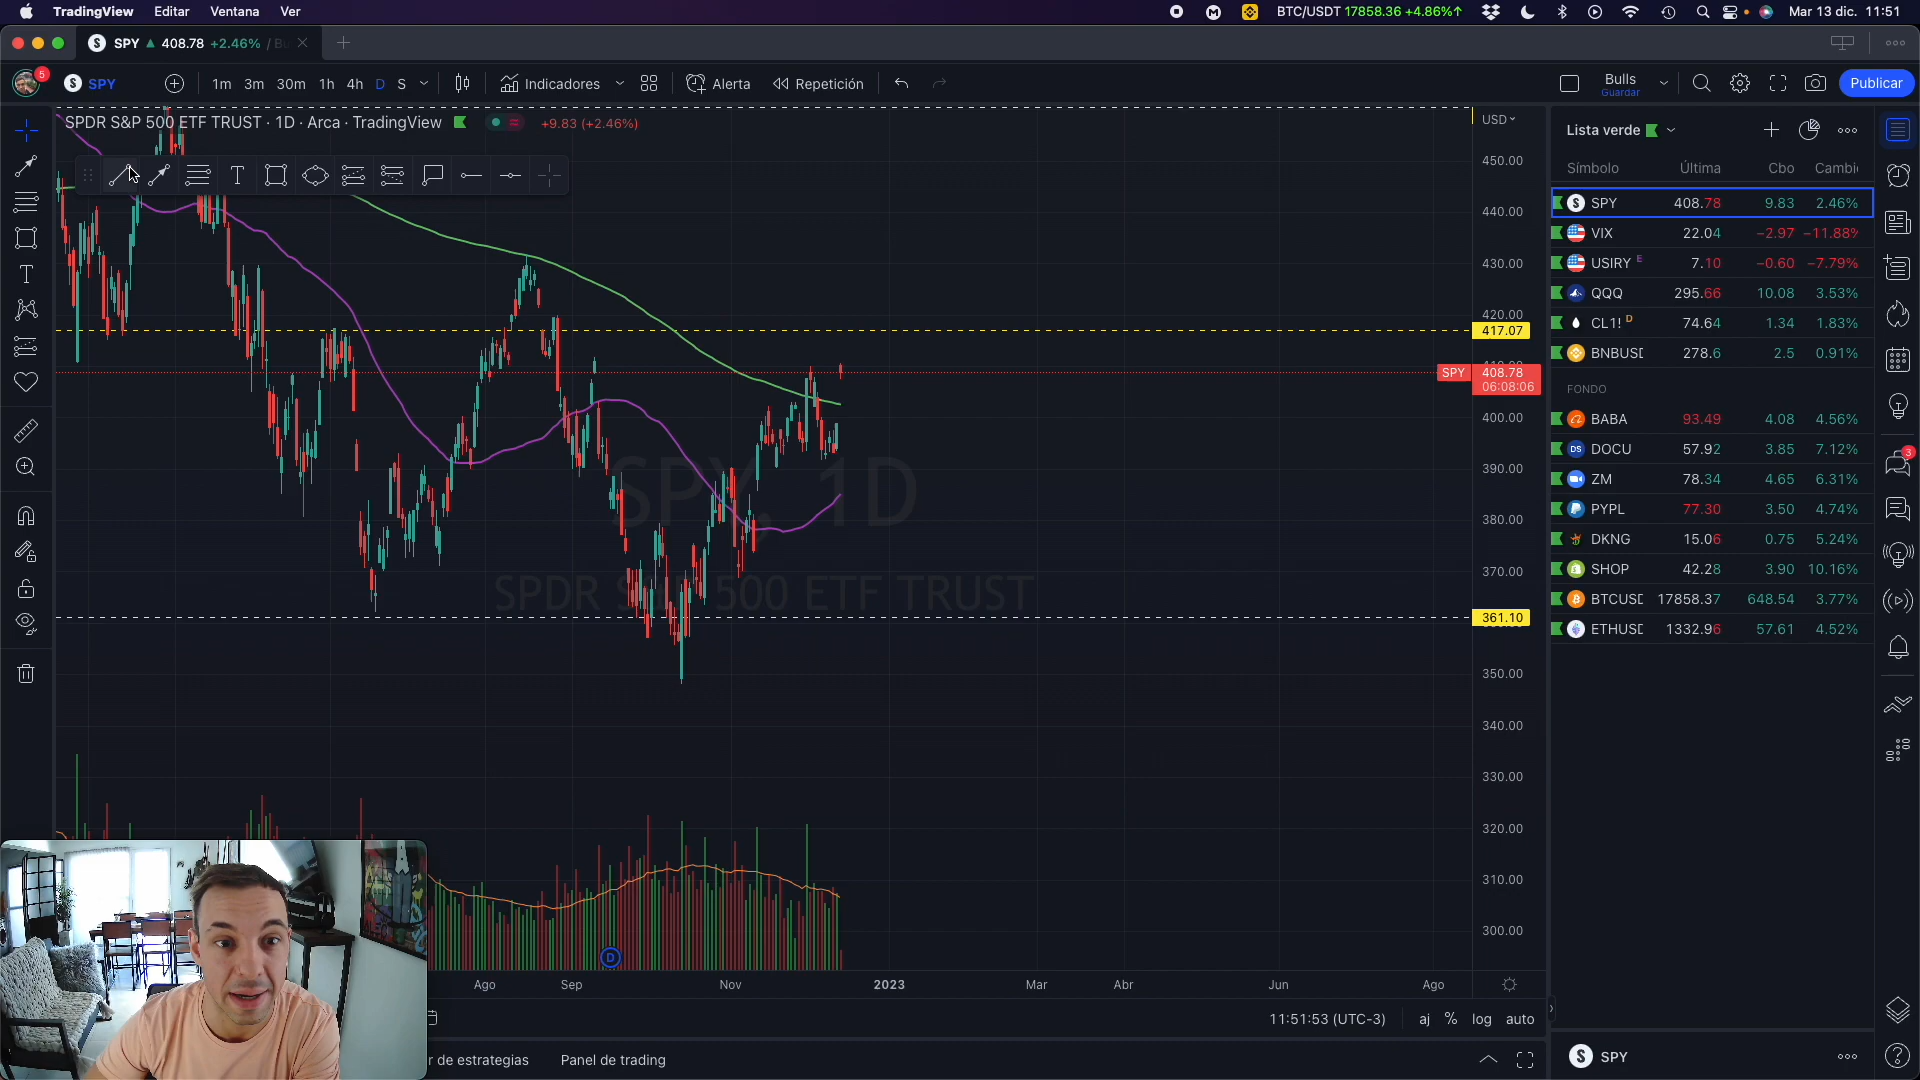 TradingView Editar Ventana Ver BTC/USDT 17858.36 +4.86%↑ Mar 13 dic. 11:51
SPY ▲ 408.78 +2.46% / B
5 SPY 1m 3m 30m 1h 4h D S Indicadores Alerta Repetición Bulls Guardar Publicar
SPDR S&P 500 ETF TRUST · 1D · Arca · TradingView +9.83 (+2.46%)
USD
450.00
440.00
430.00
420.00
417.07
SPY 408.78
06:08:06
400.00
390.00
380.00
370.00
361.10
350.00
340.00
330.00
320.00
310.00
300.00
SPY, 1D
SPDR S&P 500 ETF TRUST
D
Ago Sep Nov 2023 Mar Abr Jun Ago
11:51:53 (UTC-3) aj % log auto
r de estrategias Panel de trading
Lista verde
Símbolo Última Cbo Cambi
SPY 408.78 9.83 2.46%
VIX 22.04 −2.97 −11.88%
USIRY E 7.10 −0.60 −7.79%
QQQ 295.66 10.08 3.53%
CL1! D 74.64 1.34 1.83%
BNBUSD 278.6 2.5 0.91%
FONDO
BABA 93.49 4.08 4.56%
DOCU 57.92 3.85 7.12%
ZM 78.34 4.65 6.31%
PYPL 77.30 3.50 4.74%
DKNG 15.06 0.75 5.24%
SHOP 42.28 3.90 10.16%
BTCUSD 17858.37 648.54 3.77%
ETHUSD 1332.96 57.61 4.52%
3
SPY